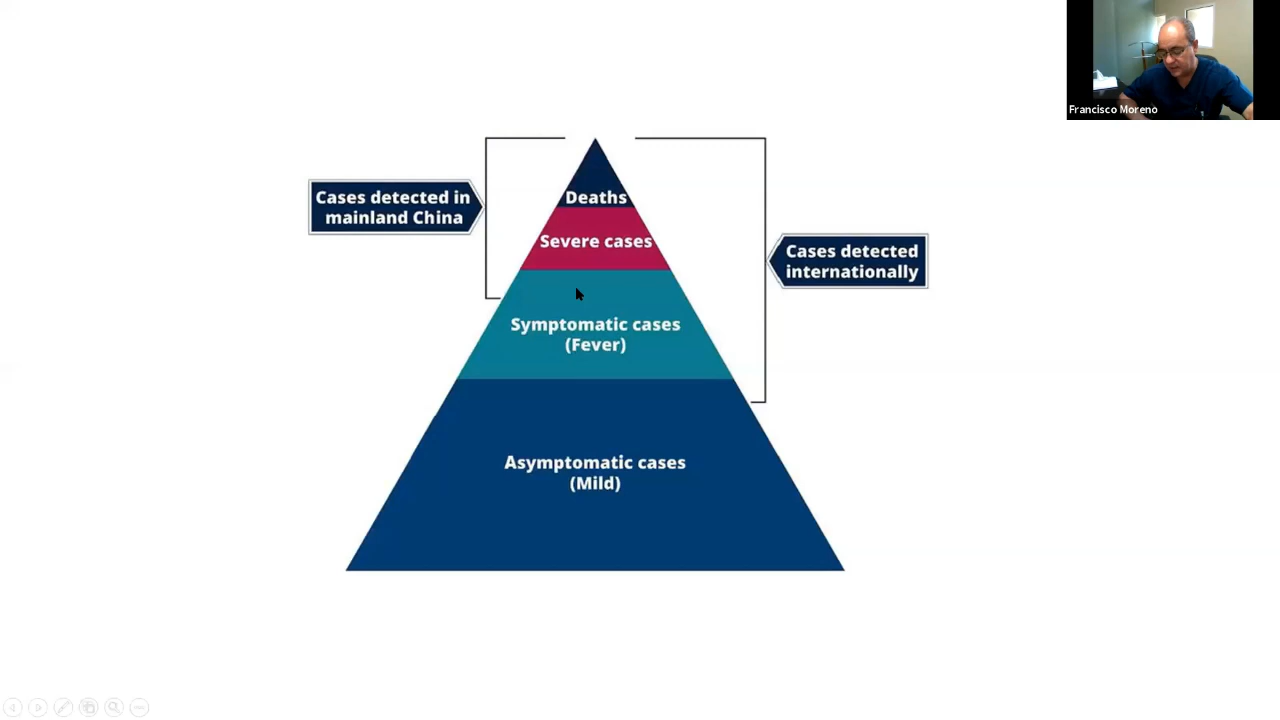 Francisco Moreno
Deaths
Cases detected in
mainland China
Severe cases
Cases detected
internationally
Symptomatic cases
(Fever)
Asymptomatic cases
(Mild)